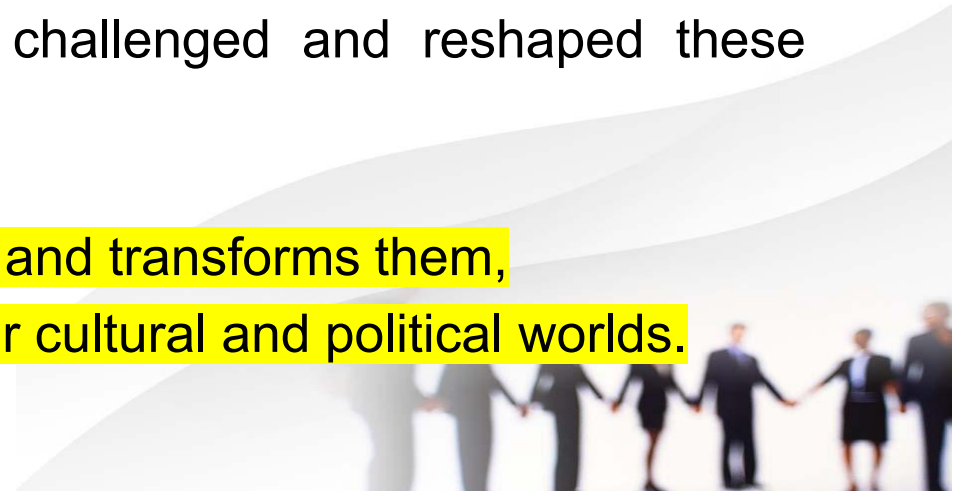 challenged and reshaped these
and transforms them,
r cultural and political worlds.